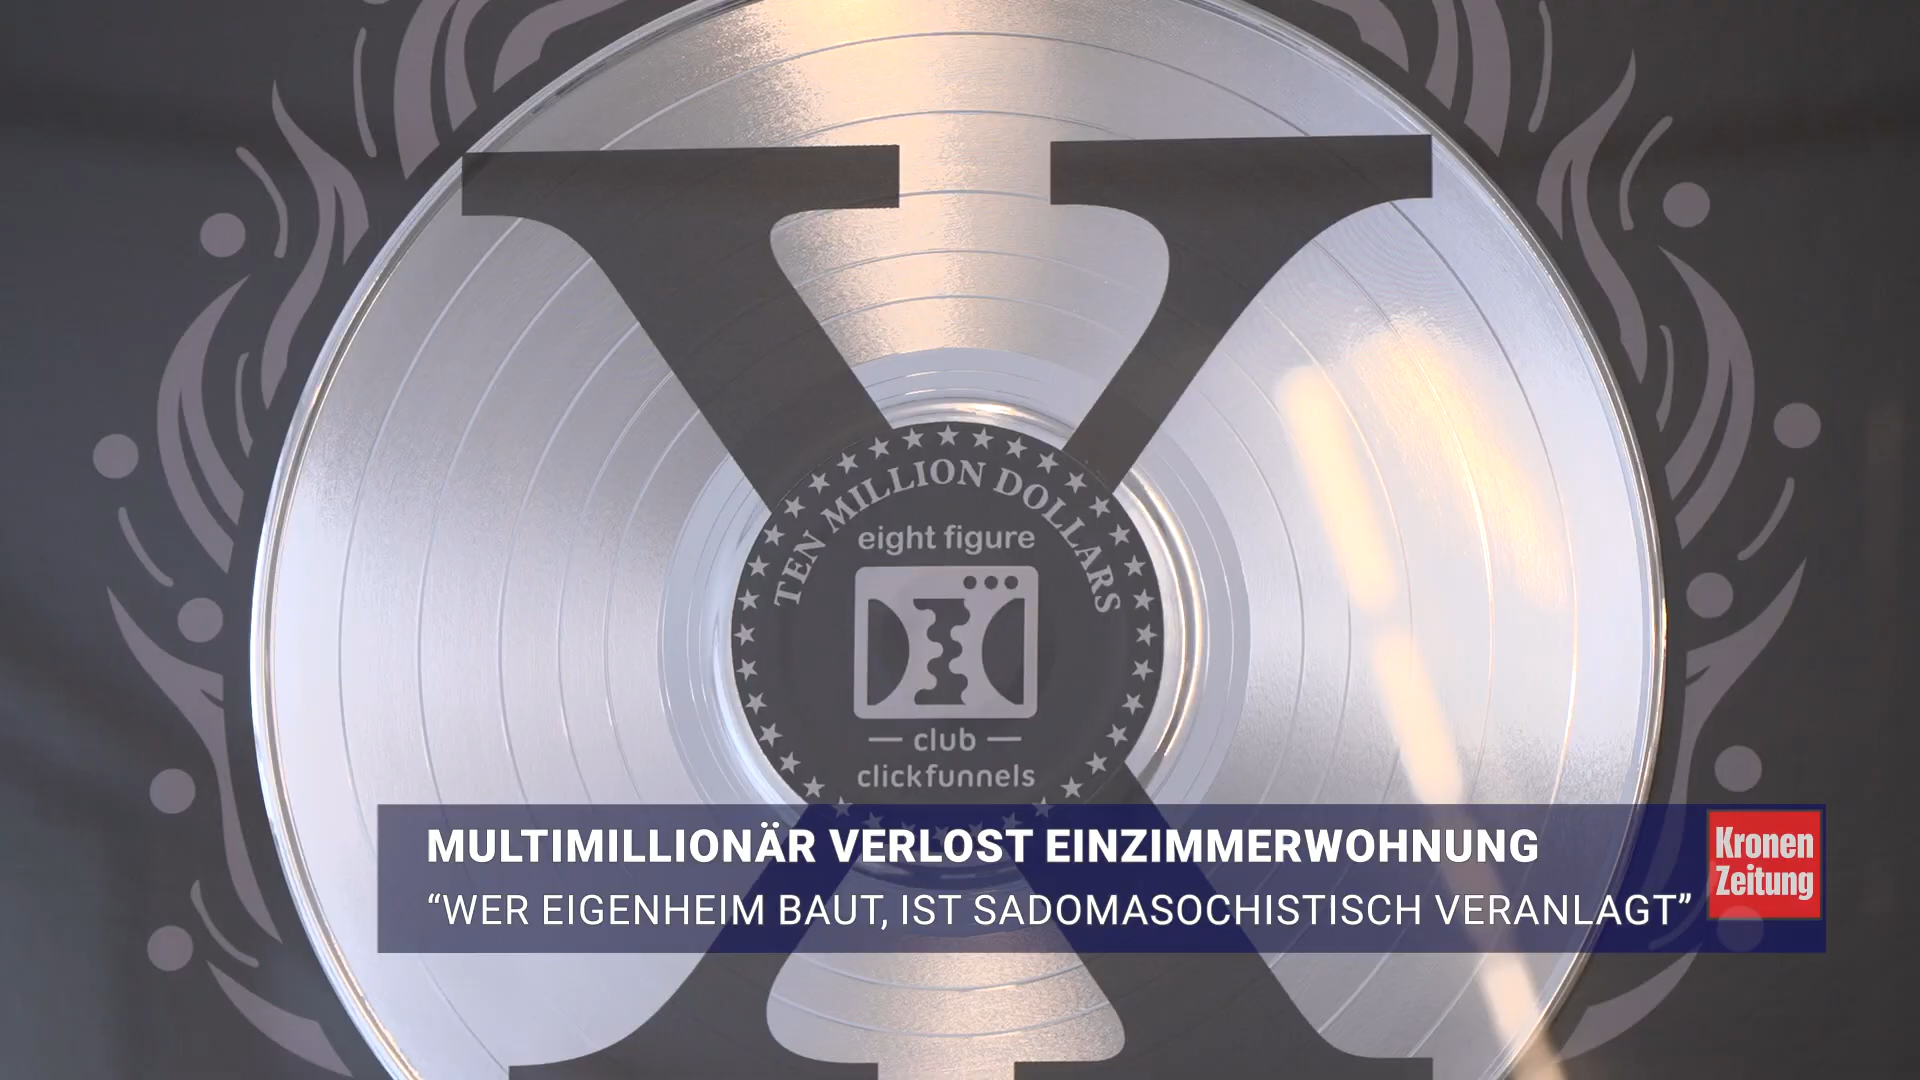 X
TEN MILLION DOLLARS
eight figure
club
clickfunnels
MULTIMILLIONÄR VERLOST EINZIMMERWOHNUNG
“WER EIGENHEIM BAUT, IST SADOMASOCHISTISCH VERANLAGT”
Kronen
Zeitung